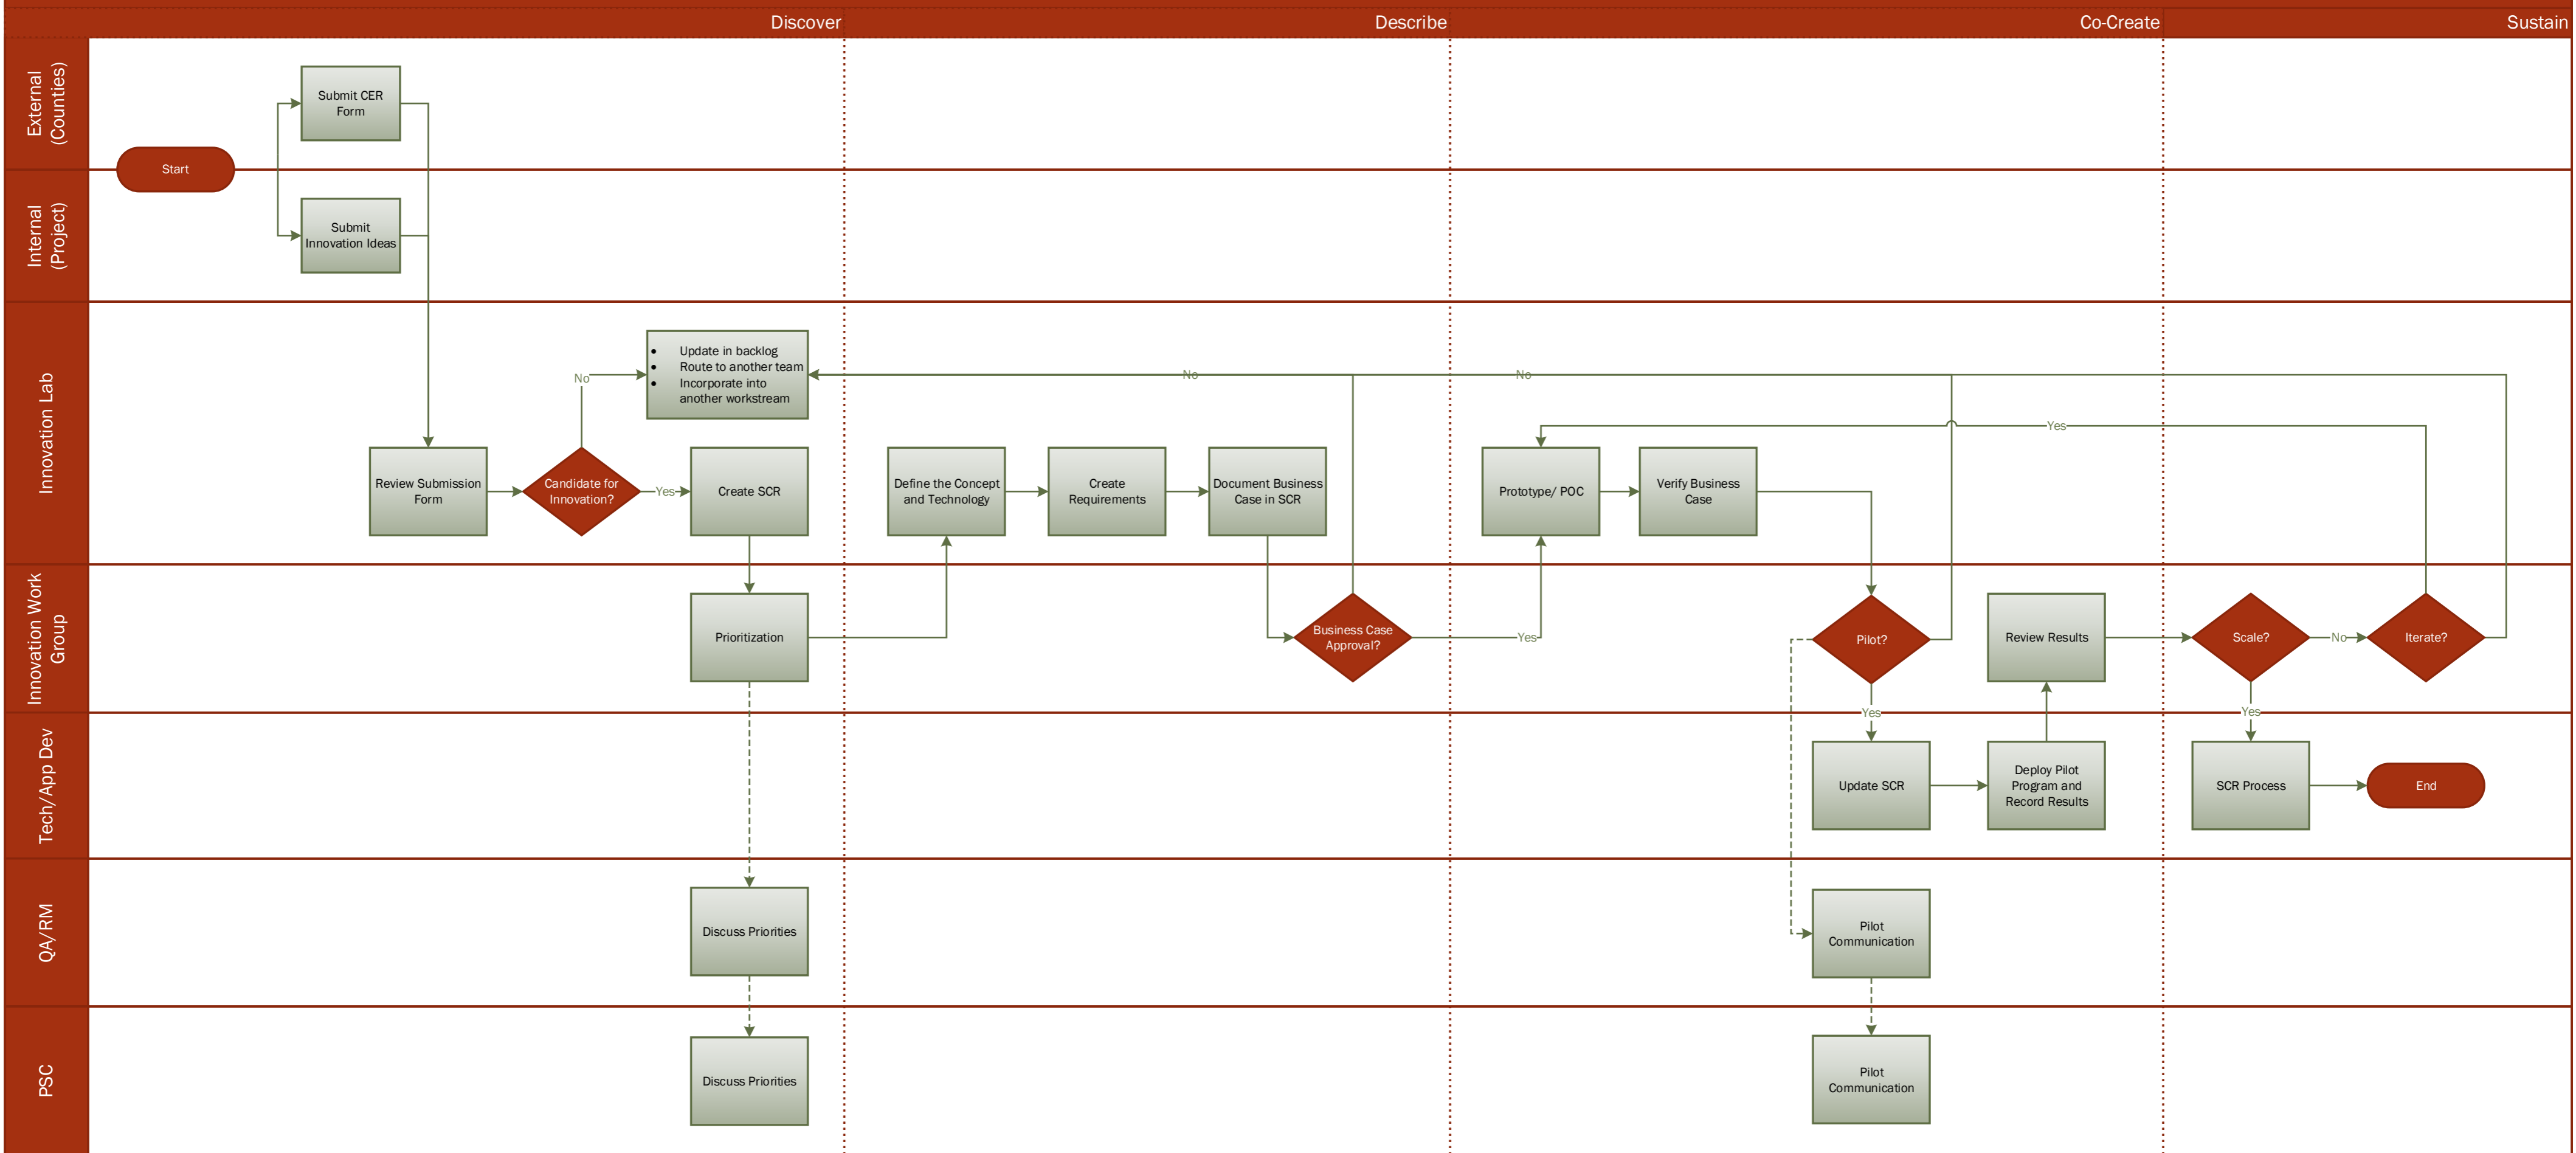 Discover
Describe
Co-Create
Sustain
External
(Counties)
Submit CER
Form
Start
Internal
(Project)
Submit
Innovation Ideas
Innovation Lab
• Update in backlog
• Route to another team
• Incorporate into
another workstream
No
No
No
Yes
Review Submission
Form
Candidate for
Innovation?
Yes
Create SCR
Define the Concept
and Technology
Create
Requirements
Document Business
Case in SCR
Prototype/ POC
Verify Business
Case
Innovation Work
Group
Prioritization
Business Case
Approval?
Yes
Pilot?
Review Results
Scale?
No
Iterate?
Yes
Yes
Tech/App Dev
Update SCR
Deploy Pilot
Program and
Record Results
SCR Process
End
QA/RM
Discuss Priorities
Pilot
Communication
PSC
Discuss Priorities
Pilot
Communication